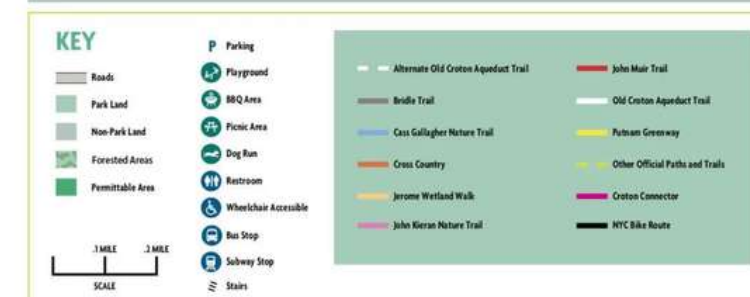 KEY
Roads
Park Land
Non-Park Land
Forested Areas
Permittable Area
.1 MILE .2 MILE
SCALE
P Parking
Playground
BBQ Area
Picnic Area
Dog Run
Restroom
Wheelchair Accessible
Bus Stop
Subway Stop
Stairs
Alternate Old Croton Aqueduct Trail
Bridle Trail
Cass Gallagher Nature Trail
Cross Country
Jerome Wetland Walk
John Kieran Nature Trail
John Muir Trail
Old Croton Aqueduct Trail
Putnam Greenway
Other Official Paths and Trails
Croton Connector
NYC Bike Route